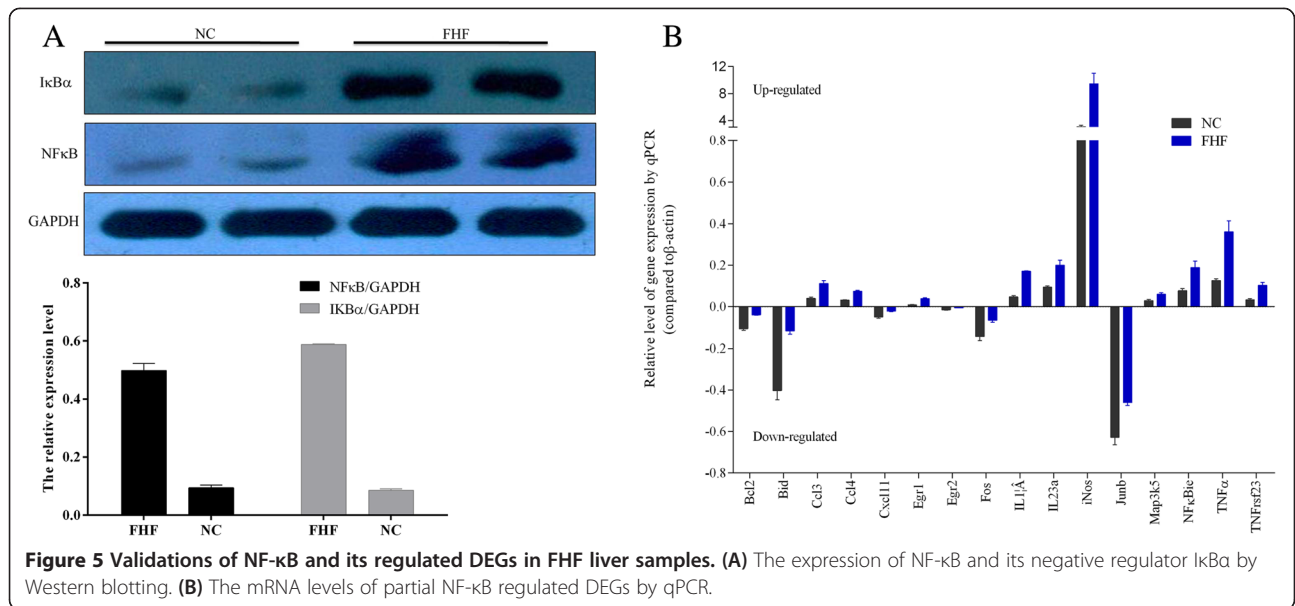 A
NC
FHF
IκBα
NFκB
GAPDH
The relative expression level
0.8
0.6
0.4
0.2
0.0
NFκB/GAPDH
IKBα/GAPDH
FHF
NC
FHF
NC
B
Relative level of gene expression by qPCR
(compared toβ-actin)
12
10
8
6
4
0.8
0.6
0.4
0.2
0.0
-0.2
-0.4
-0.6
-0.8
Up-regulated
Down-regulated
NC
FHF
Bcl2
Bid
Ccl3
Ccl4
Cxcl11
Egr1
Egr2
Fos
IL1¦Â
IL23a
iNos
Junb
Map3k5
NFκBie
TNFα
TNFrsf23
Figure 5 Validations of NF-κB and its regulated DEGs in FHF liver samples. (A) The expression of NF-κB and its negative regulator IκBα by
Western blotting. (B) The mRNA levels of partial NF-κB regulated DEGs by qPCR.